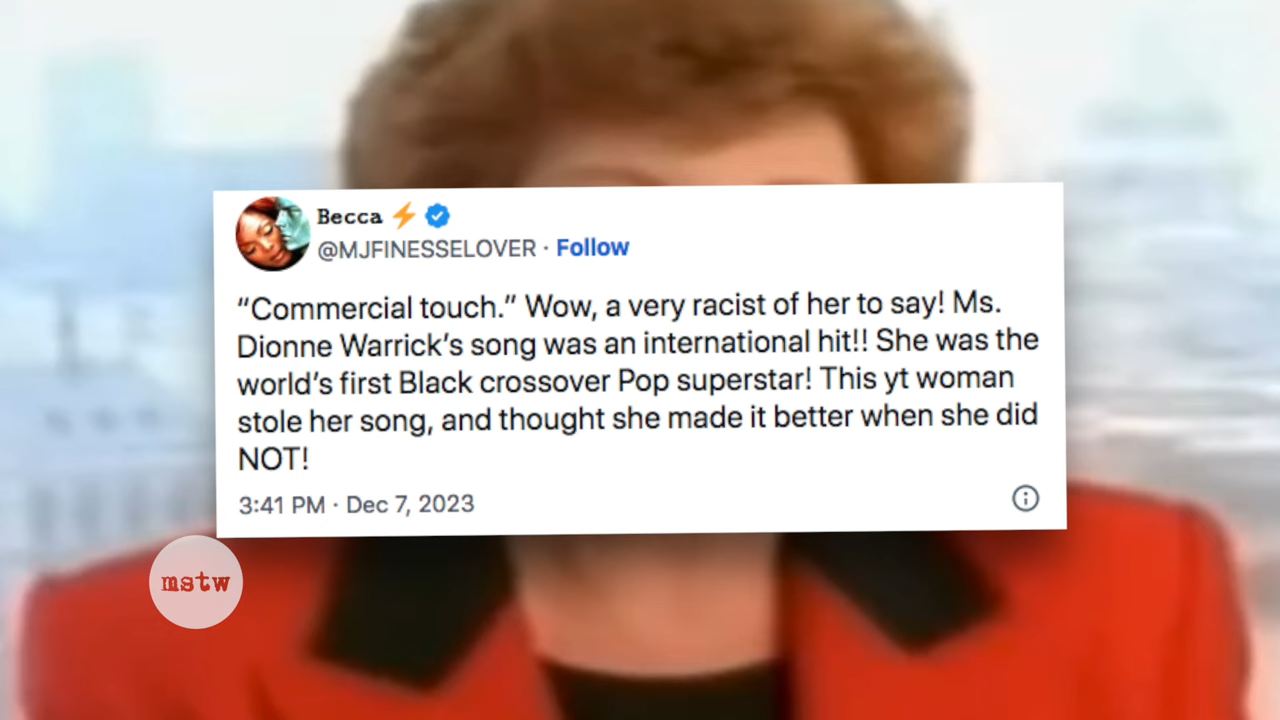 Becca ⚡
@MJFINESSELOVER · Follow
“Commercial touch.” Wow, a very racist of her to say! Ms.
Dionne Warrick’s song was an international hit!! She was the
world’s first Black crossover Pop superstar! This yt woman
stole her song, and thought she made it better when she did
NOT!
3:41 PM · Dec 7, 2023
mstw